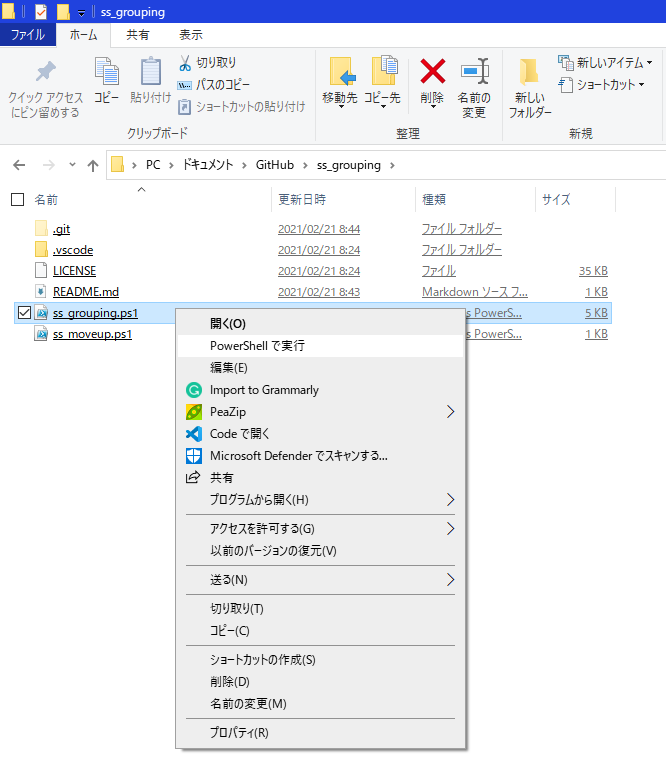 ss_grouping
ファイル ホーム 共有 表示
クイック アクセス
にピン留めする
コピー
貼り付け
切り取り
パスのコピー
ショートカットの貼り付け
クリップボード
移動先
コピー先
削除
名前の
変更
整理
新しい
フォルダー
新しいアイテム
ショートカット
新規
PC > ドキュメント > GitHub > ss_grouping >
名前 更新日時 種類 サイズ
.git 2021/02/21 8:44 ファイル フォルダー
.vscode 2021/02/21 8:24 ファイル フォルダー
LICENSE 2021/02/21 8:24 ファイル 35 KB
README.md 2021/02/21 8:43 Markdown ソース フ... 1 KB
ss_grouping.ps1 s PowerS... 5 KB
ss_moveup.ps1 s PowerS... 1 KB
開く(O)
PowerShell で実行
編集(E)
Import to Grammarly
PeaZip
Code で開く
Microsoft Defender でスキャンする...
共有
プログラムから開く(H)
アクセスを許可する(G)
以前のバージョンの復元(V)
送る(N)
切り取り(T)
コピー(C)
ショートカットの作成(S)
削除(D)
名前の変更(M)
プロパティ(R)